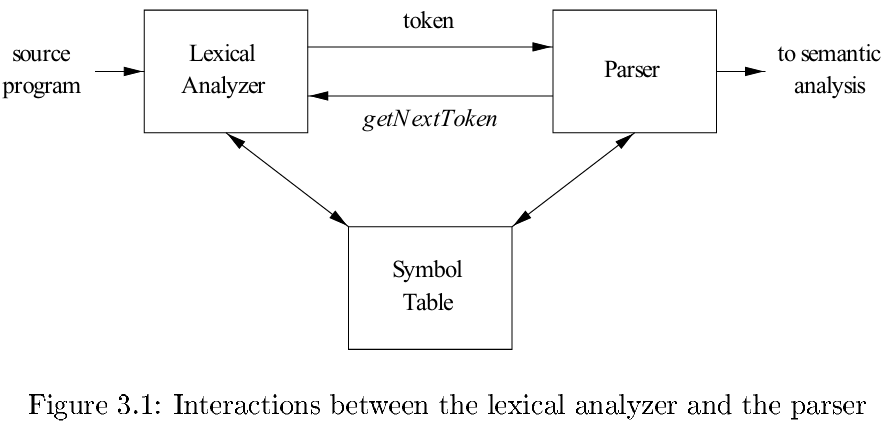 token
source
program
Lexical
Analyzer
Parser
to semantic
analysis
getNextToken
Symbol
Table
Figure 3.1: Interactions between the lexical analyzer and the parser